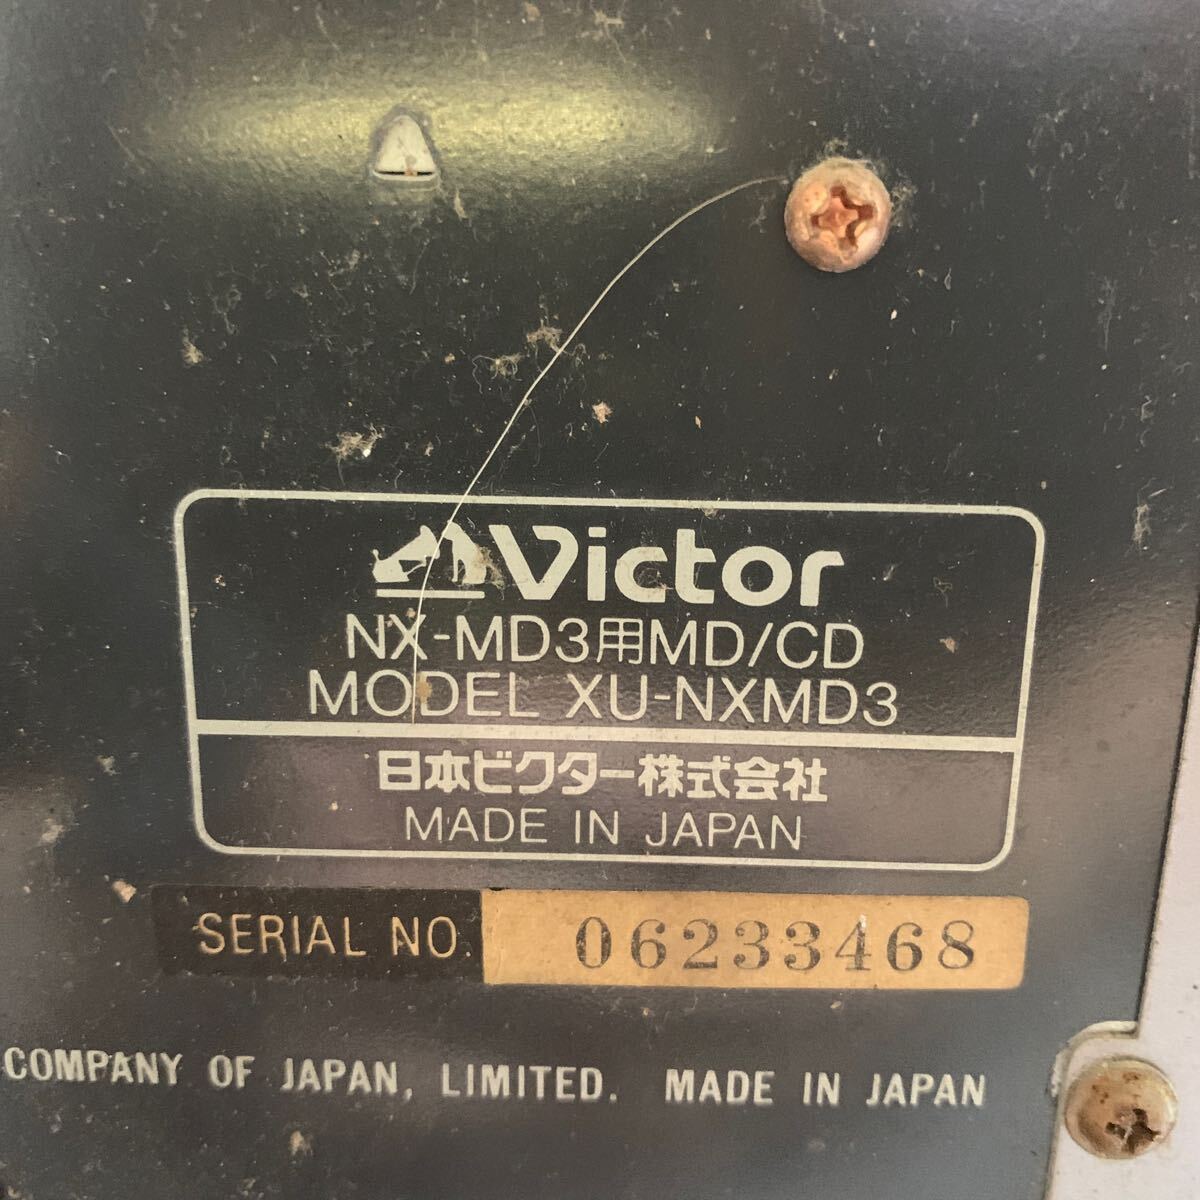 Victor
NX-MD3用MD/CD
MODEL XU-NXMD3
日本ビクター株式会社
MADE IN JAPAN
SERIAL NO. 06233468
COMPANY OF JAPAN, LIMITED. MADE IN JAPAN